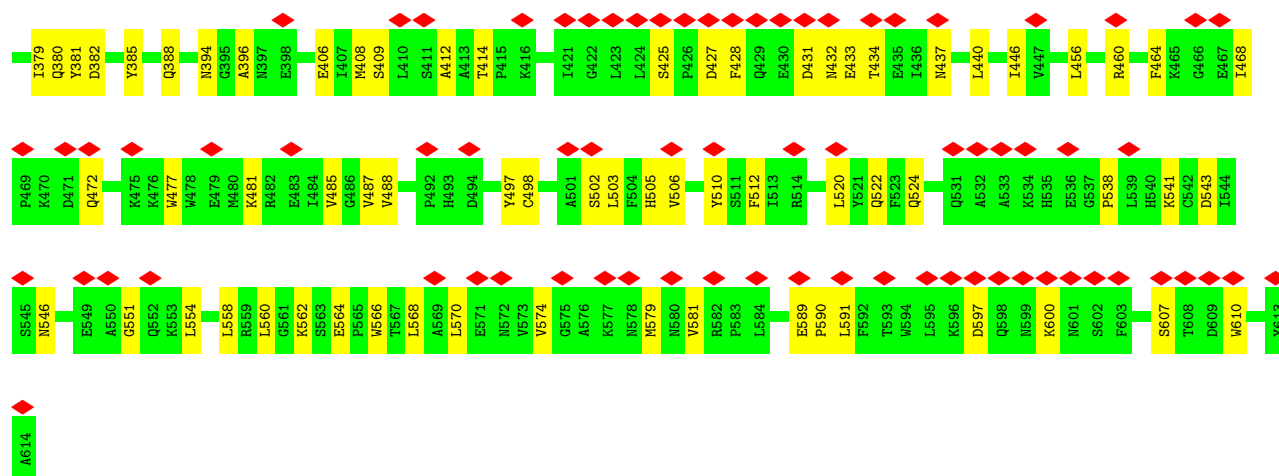 I379 Q380 Y381 D382 Y385 Q388 N394 G395 A396 N397 E398 E406 I407 M408 S409 L410 S411 A412 A413 T414 P415 K416 I421 G422 L423 L424 S425 P426 D427 F428 Q429 E430 D431 N432 E433 T434 E435 I436 N437 L440 I446 V447 L456 R460 F464 K465 G466 E467 I468
P469 K470 D471 Q472 K475 K476 W477 W478 E479 M480 K481 R482 E483 I484 V485 G486 V487 V488 P492 H493 D494 Y497 C498 A501 S502 L503 F504 H505 V506 Y510 S511 F512 I513 R514 L520 Y521 Q522 F523 Q524 Q531 A532 A533 K534 H535 E536 G537 P538 L539 H540 K541 C542 D543 I544
S545 N546 E549 A550 G551 Q552 K553 L554 L558 R559 L560 G561 K562 S563 E564 P565 W566 T567 L568 A569 L570 E571 N572 V573 V574 G575 A576 K577 N578 M579 N580 V581 R582 P583 L584 E589 P590 L591 F592 T593 W594 L595 K596 D597 Q598 N599 K600 N601 S602 F603 S607 T608 D609 W610 Y613
A614